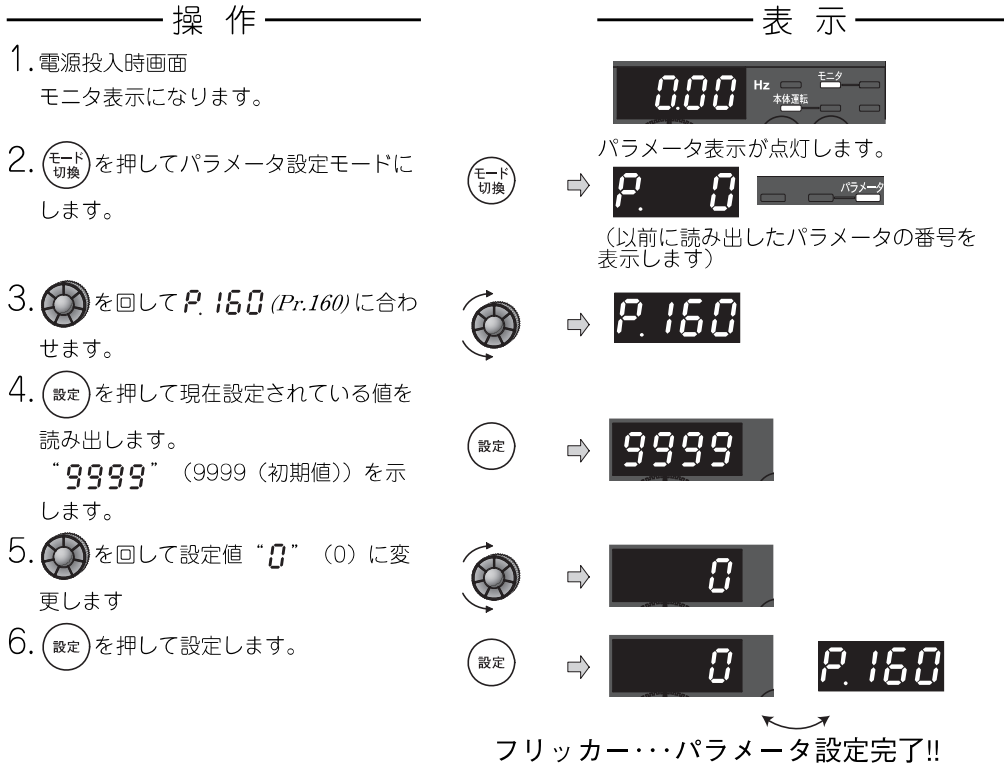 操 作
表 示
1. 電源投入時画面
モニタ表示になります。
0.00 Hz モニタ
本体運転
2. モード切換 を押してパラメータ設定モードに
します。
モード
切換
パラメータ表示が点灯します。
P. 0 パラメータ
(以前に読み出したパラメータの番号を
表示します)
3. を回して P. 160 (Pr.160) に合わ
せます。
P. 160
4. 設定 を押して現在設定されている値を
読み出します。
“9999” (9999(初期値))を示
します。
設定
9999
5. を回して設定値 “0” (0) に変
更します
0
6. 設定 を押して設定します。
設定
0 P. 160
フリッカー･･･パラメータ設定完了!!